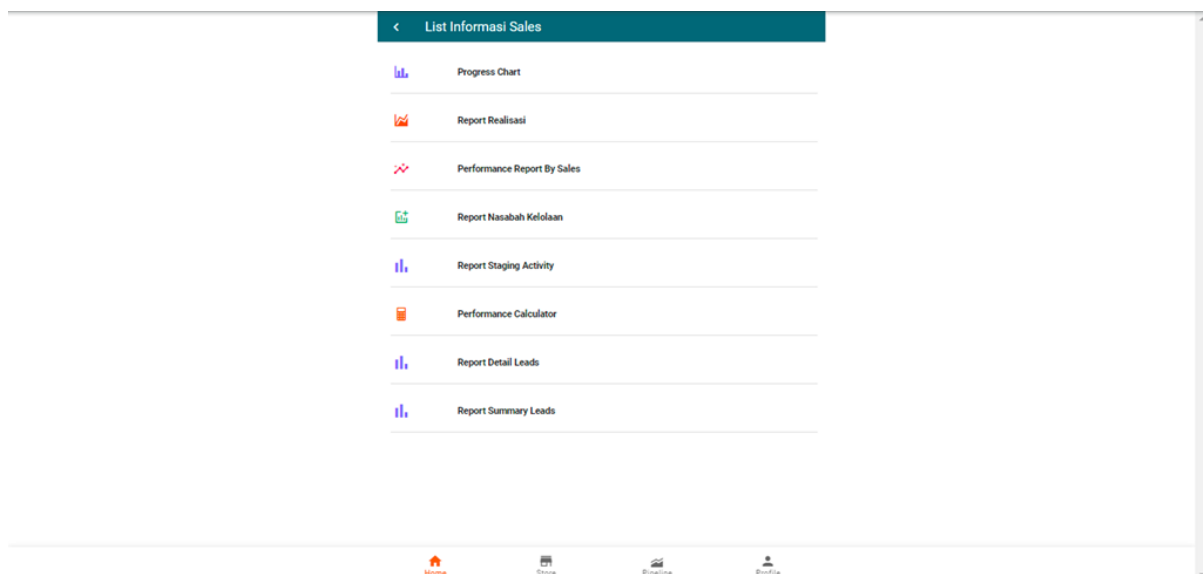 List Informasi Sales
Progress Chart
Report Realisasi
Performance Report By Sales
Report Nasabah Kelolaan
Report Staging Activity
Performance Calculator
Report Detail Leads
Report Summary Leads
Home Store Pipeline Profile